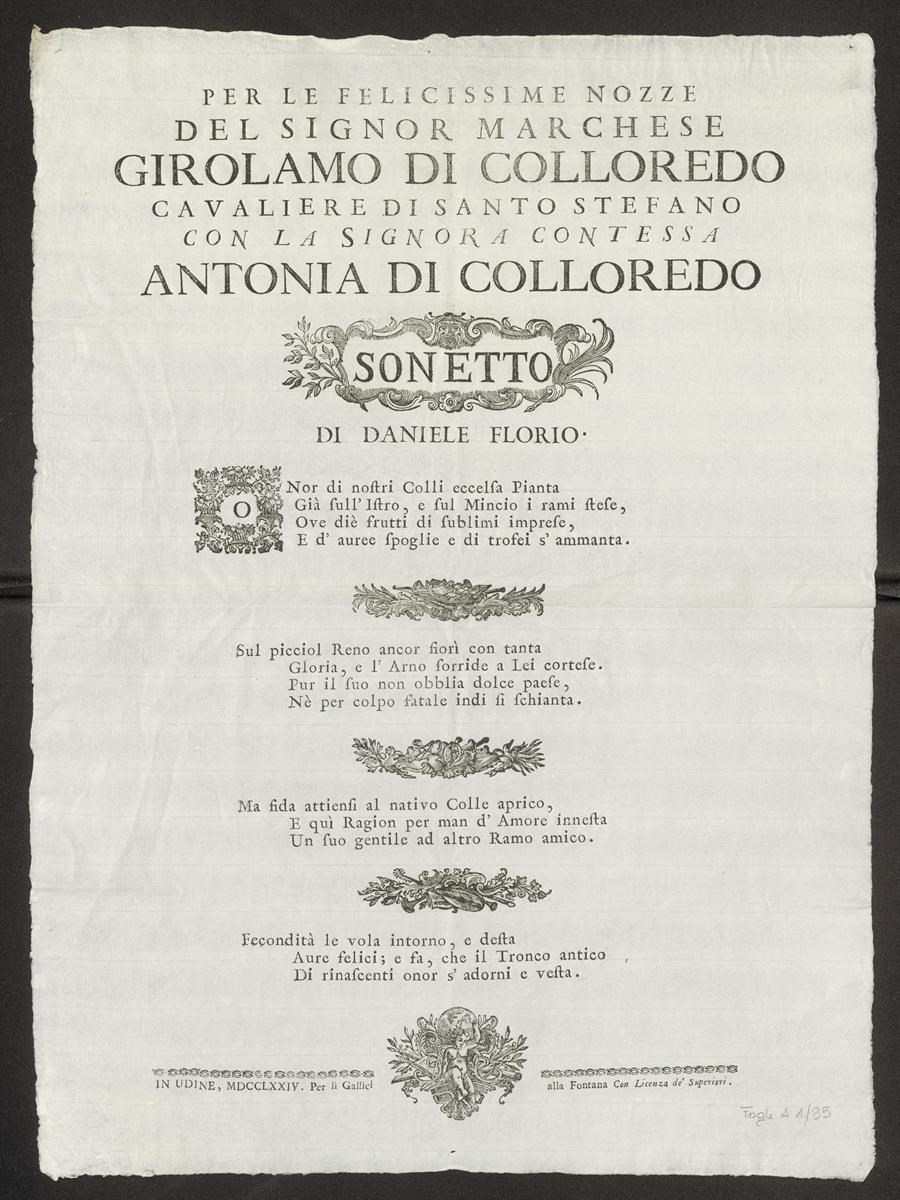 PER LE FELICISSIME NOZZE
DEL SIGNOR MARCHESE
GIROLAMO DI COLLOREDO
CAVALIERE DI SANTO STEFANO
CON LA SIGNORA CONTESSA
ANTONIA DI COLLOREDO
SONETTO
DI DANIELE FLORIO.
ONor di noſtri Colli eccelſa Pianta
Già ſull'Iſtro, e ſul Mincio i rami ſteſe,
Ove diè frutti di ſublimi impreſe,
E d' auree ſpoglie e di trofei s' ammanta.
Sul picciol Reno ancor fiorì con tanta
Gloria, e l' Arno ſorride a Lei corteſe.
Pur il ſuo non obblia dolce paeſe,
Nè per colpo fatale indi ſi ſchianta.
Ma fida attienſi al nativo Colle aprico,
E quì Ragion per man d' Amore inneſta
Un ſuo gentile ad altro Ramo amico.
Fecondità le vola intorno, e deſta
Aure felici; e fa, che il Tronco antico
Di rinaſcenti onor s' adorni e veſta.
IN UDINE, MDCCLXXIV. Per li Gallici alla Fontana Con Licenza de' Superiori.
Fogli A 1/85